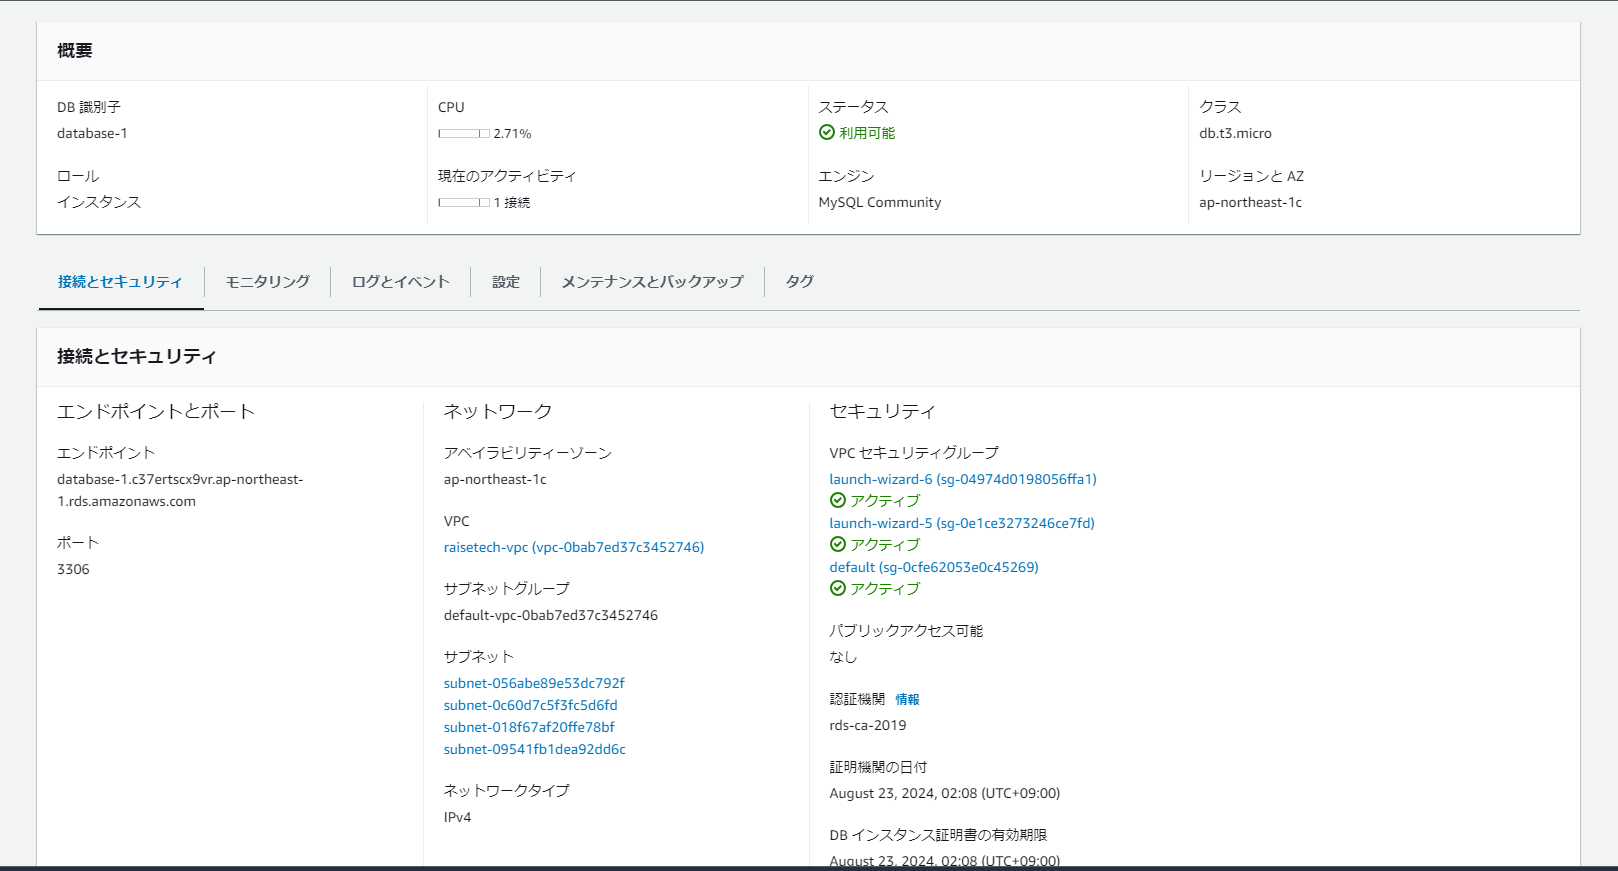 概要
DB 識別子
database-1
CPU
2.71%
ステータス
利用可能
クラス
db.t3.micro
ロール
インスタンス
現在のアクティビティ
1 接続
エンジン
MySQL Community
リージョンと AZ
ap-northeast-1c
接続とセキュリティ
モニタリング
ログとイベント
設定
メンテナンスとバックアップ
タグ
接続とセキュリティ
エンドポイントとポート
エンドポイント
database-1.c37ertscx9vr.ap-northeast-
1.rds.amazonaws.com
ポート
3306
ネットワーク
アベイラビリティーゾーン
ap-northeast-1c
VPC
raisetech-vpc (vpc-0bab7ed37c3452746)
サブネットグループ
default-vpc-0bab7ed37c3452746
サブネット
subnet-056abe89e53dc792f
subnet-0c60d7c5f3fc5d6fd
subnet-018f67af20ffe78bf
subnet-09541fb1dea92dd6c
ネットワークタイプ
IPv4
セキュリティ
VPC セキュリティグループ
launch-wizard-6 (sg-04974d0198056ffa1)
アクティブ
launch-wizard-5 (sg-0e1ce3273246ce7fd)
アクティブ
default (sg-0cfe62053e0c45269)
アクティブ
パブリックアクセス可能
なし
認証機関 情報
rds-ca-2019
証明機関の日付
August 23, 2024, 02:08 (UTC+09:00)
DB インスタンス証明書の有効期限
August 23, 2024, 02:08 (UTC+09:00)